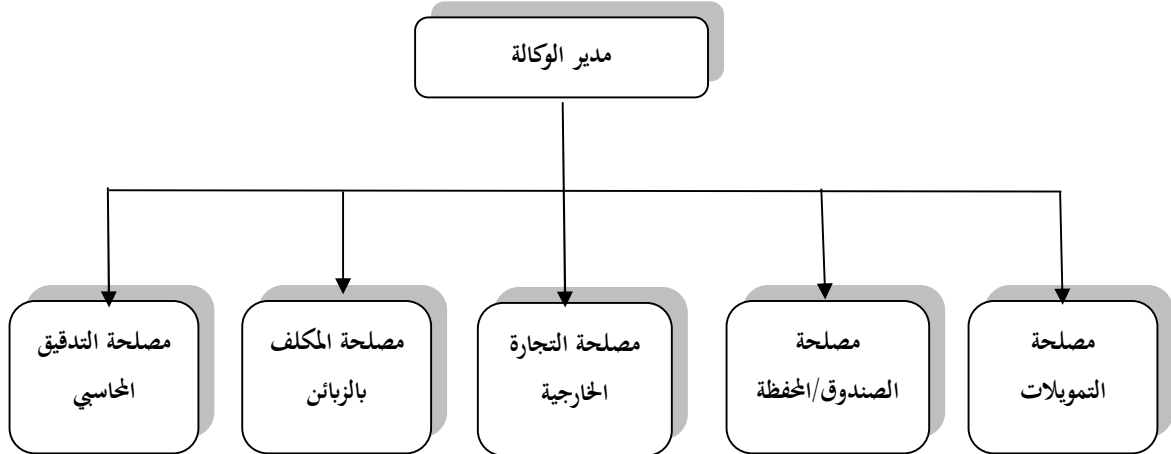 مدير الوكالة
مصلحة
التمويلات
مصلحة
الصندوق/المحفظة
مصلحة التجارة
الخارجية
مصلحة المكلف
بالزبائن
مصلحة التدقيق
المحاسبي